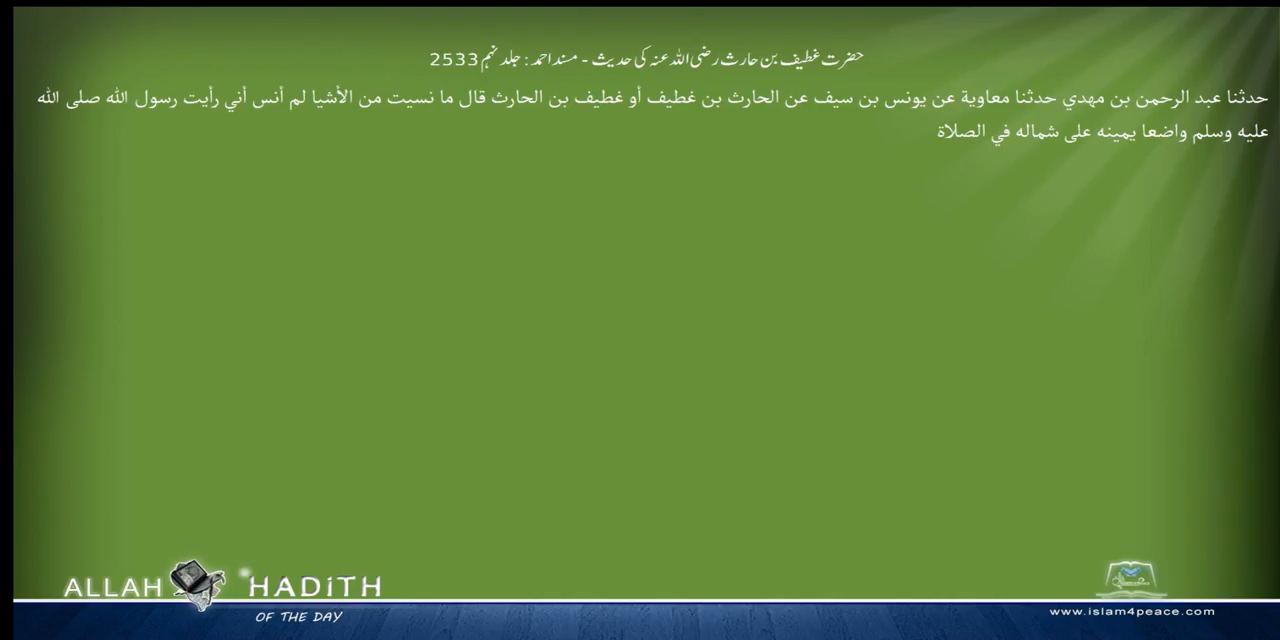 حضرت غطیف بن حارث رضی اللہ عنہ کی حدیث - مسند احمد : جلد نہم 2533
حدثنا عبد الرحمن بن مهدي حدثنا معاوية عن يونس بن سيف عن الحارث بن غطيف أو غطيف بن الحارث قال ما نسيت من الأشيا لم أنس أني رأيت رسول الله صلى الله
عليه وسلم واضعا يمينه على شماله في الصلاة
ALLAH HADITH
OF THE DAY
www.islam4peace.com